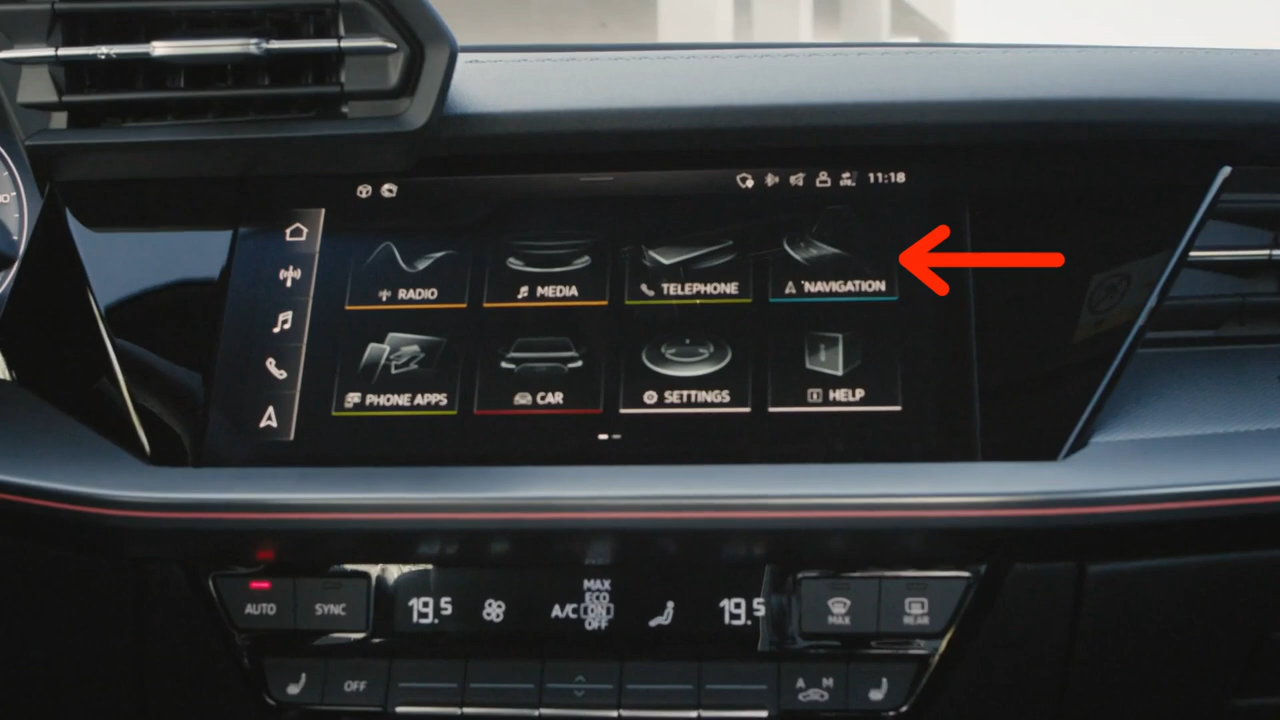 11:18
RADIO
MEDIA
TELEPHONE
NAVIGATION
PHONE APPS
CAR
SETTINGS
HELP
MAX
ECO
AUTO
SYNC
19.5
A/C ON
OFF
19.5
MAX
REAR
OFF
A M